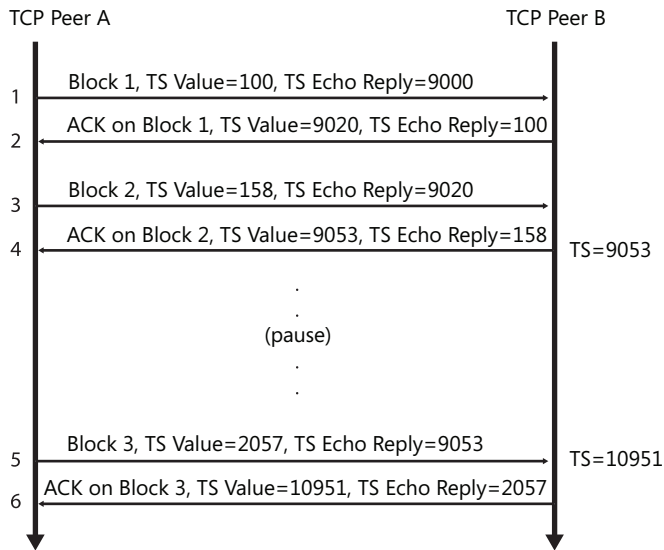 TCP Peer A
TCP Peer B
1
Block 1, TS Value=100, TS Echo Reply=9000
2
ACK on Block 1, TS Value=9020, TS Echo Reply=100
3
Block 2, TS Value=158, TS Echo Reply=9020
4
ACK on Block 2, TS Value=9053, TS Echo Reply=158
TS=9053
.
.
(pause)
.
.
5
Block 3, TS Value=2057, TS Echo Reply=9053
TS=10951
6
ACK on Block 3, TS Value=10951, TS Echo Reply=2057